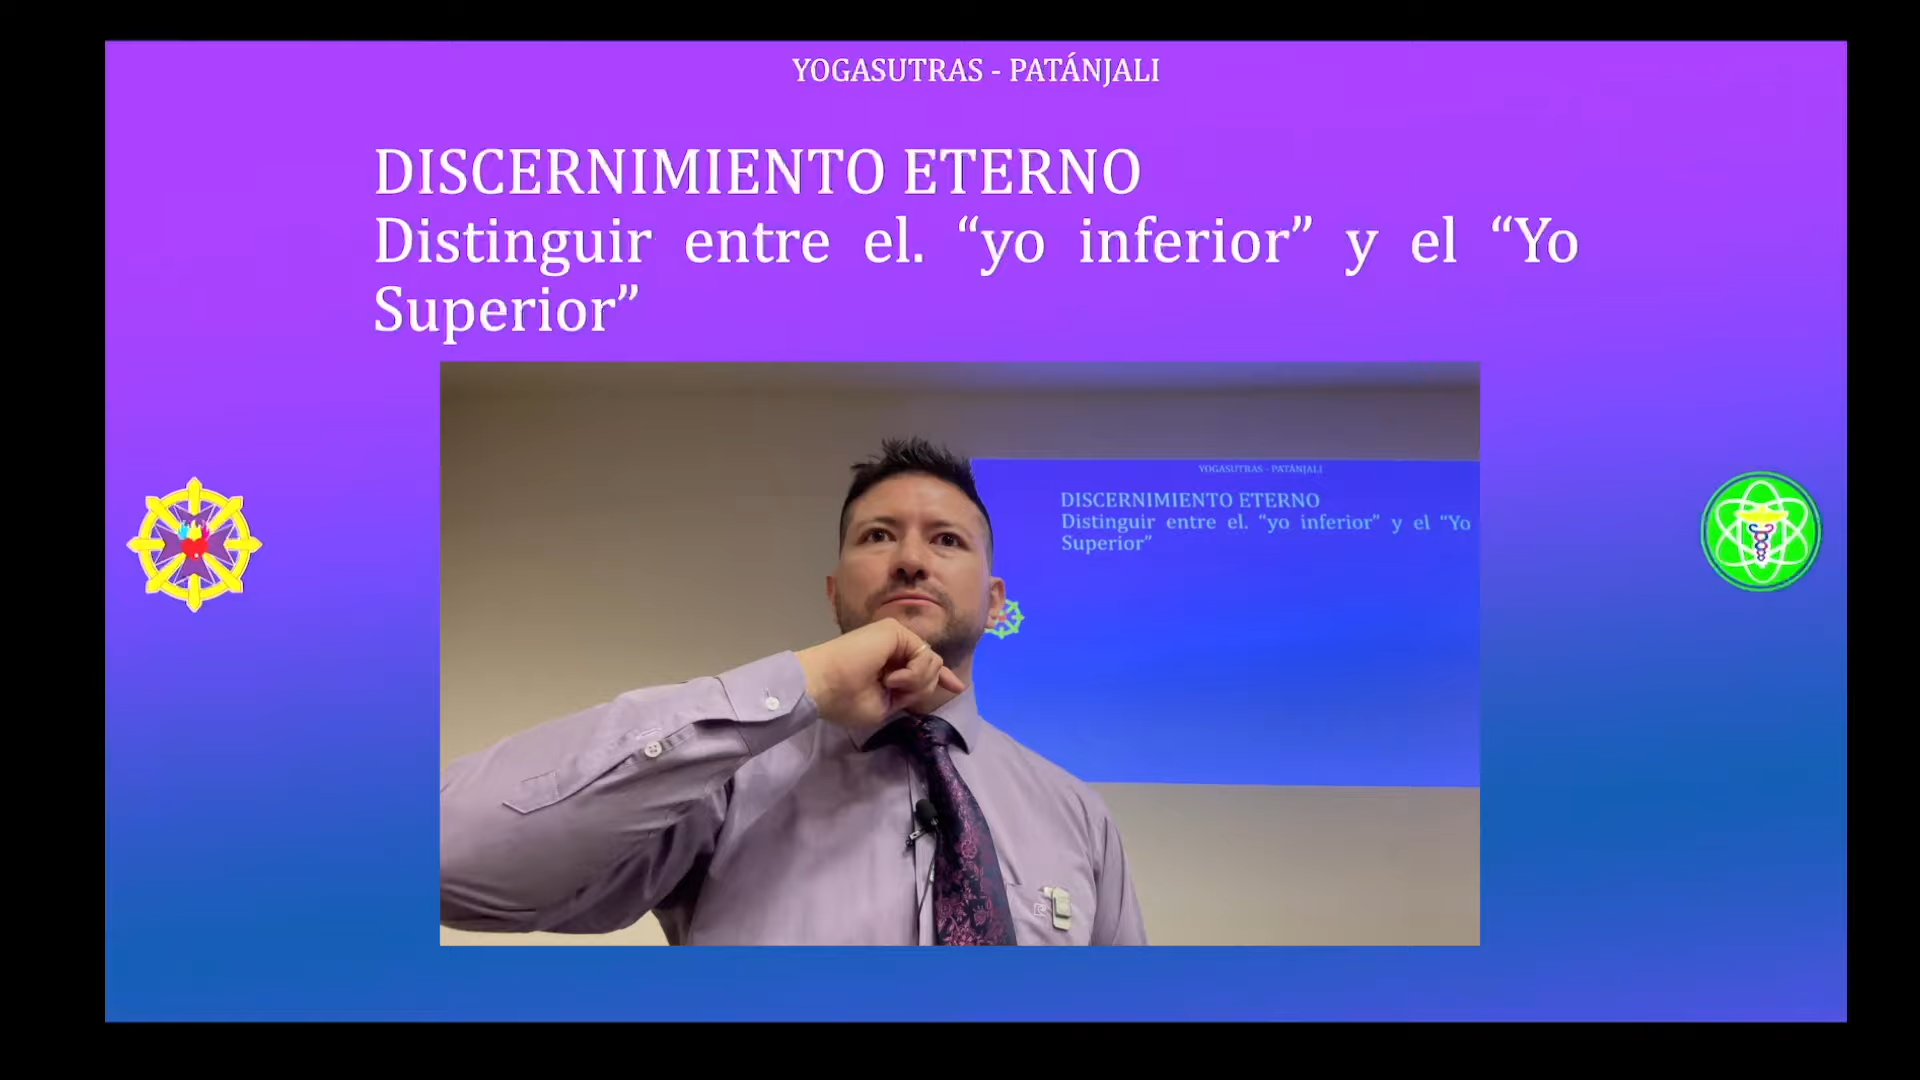 YOGASUTRAS - PATÁNJALI
DISCERNIMIENTO ETERNO
Distinguir entre el. “yo inferior” y el “Yo
Superior”
YOGASUTRAS - PATÁNJALI
DISCERNIMIENTO ETERNO
Distinguir entre el. “yo inferior” y el “Yo
Superior”